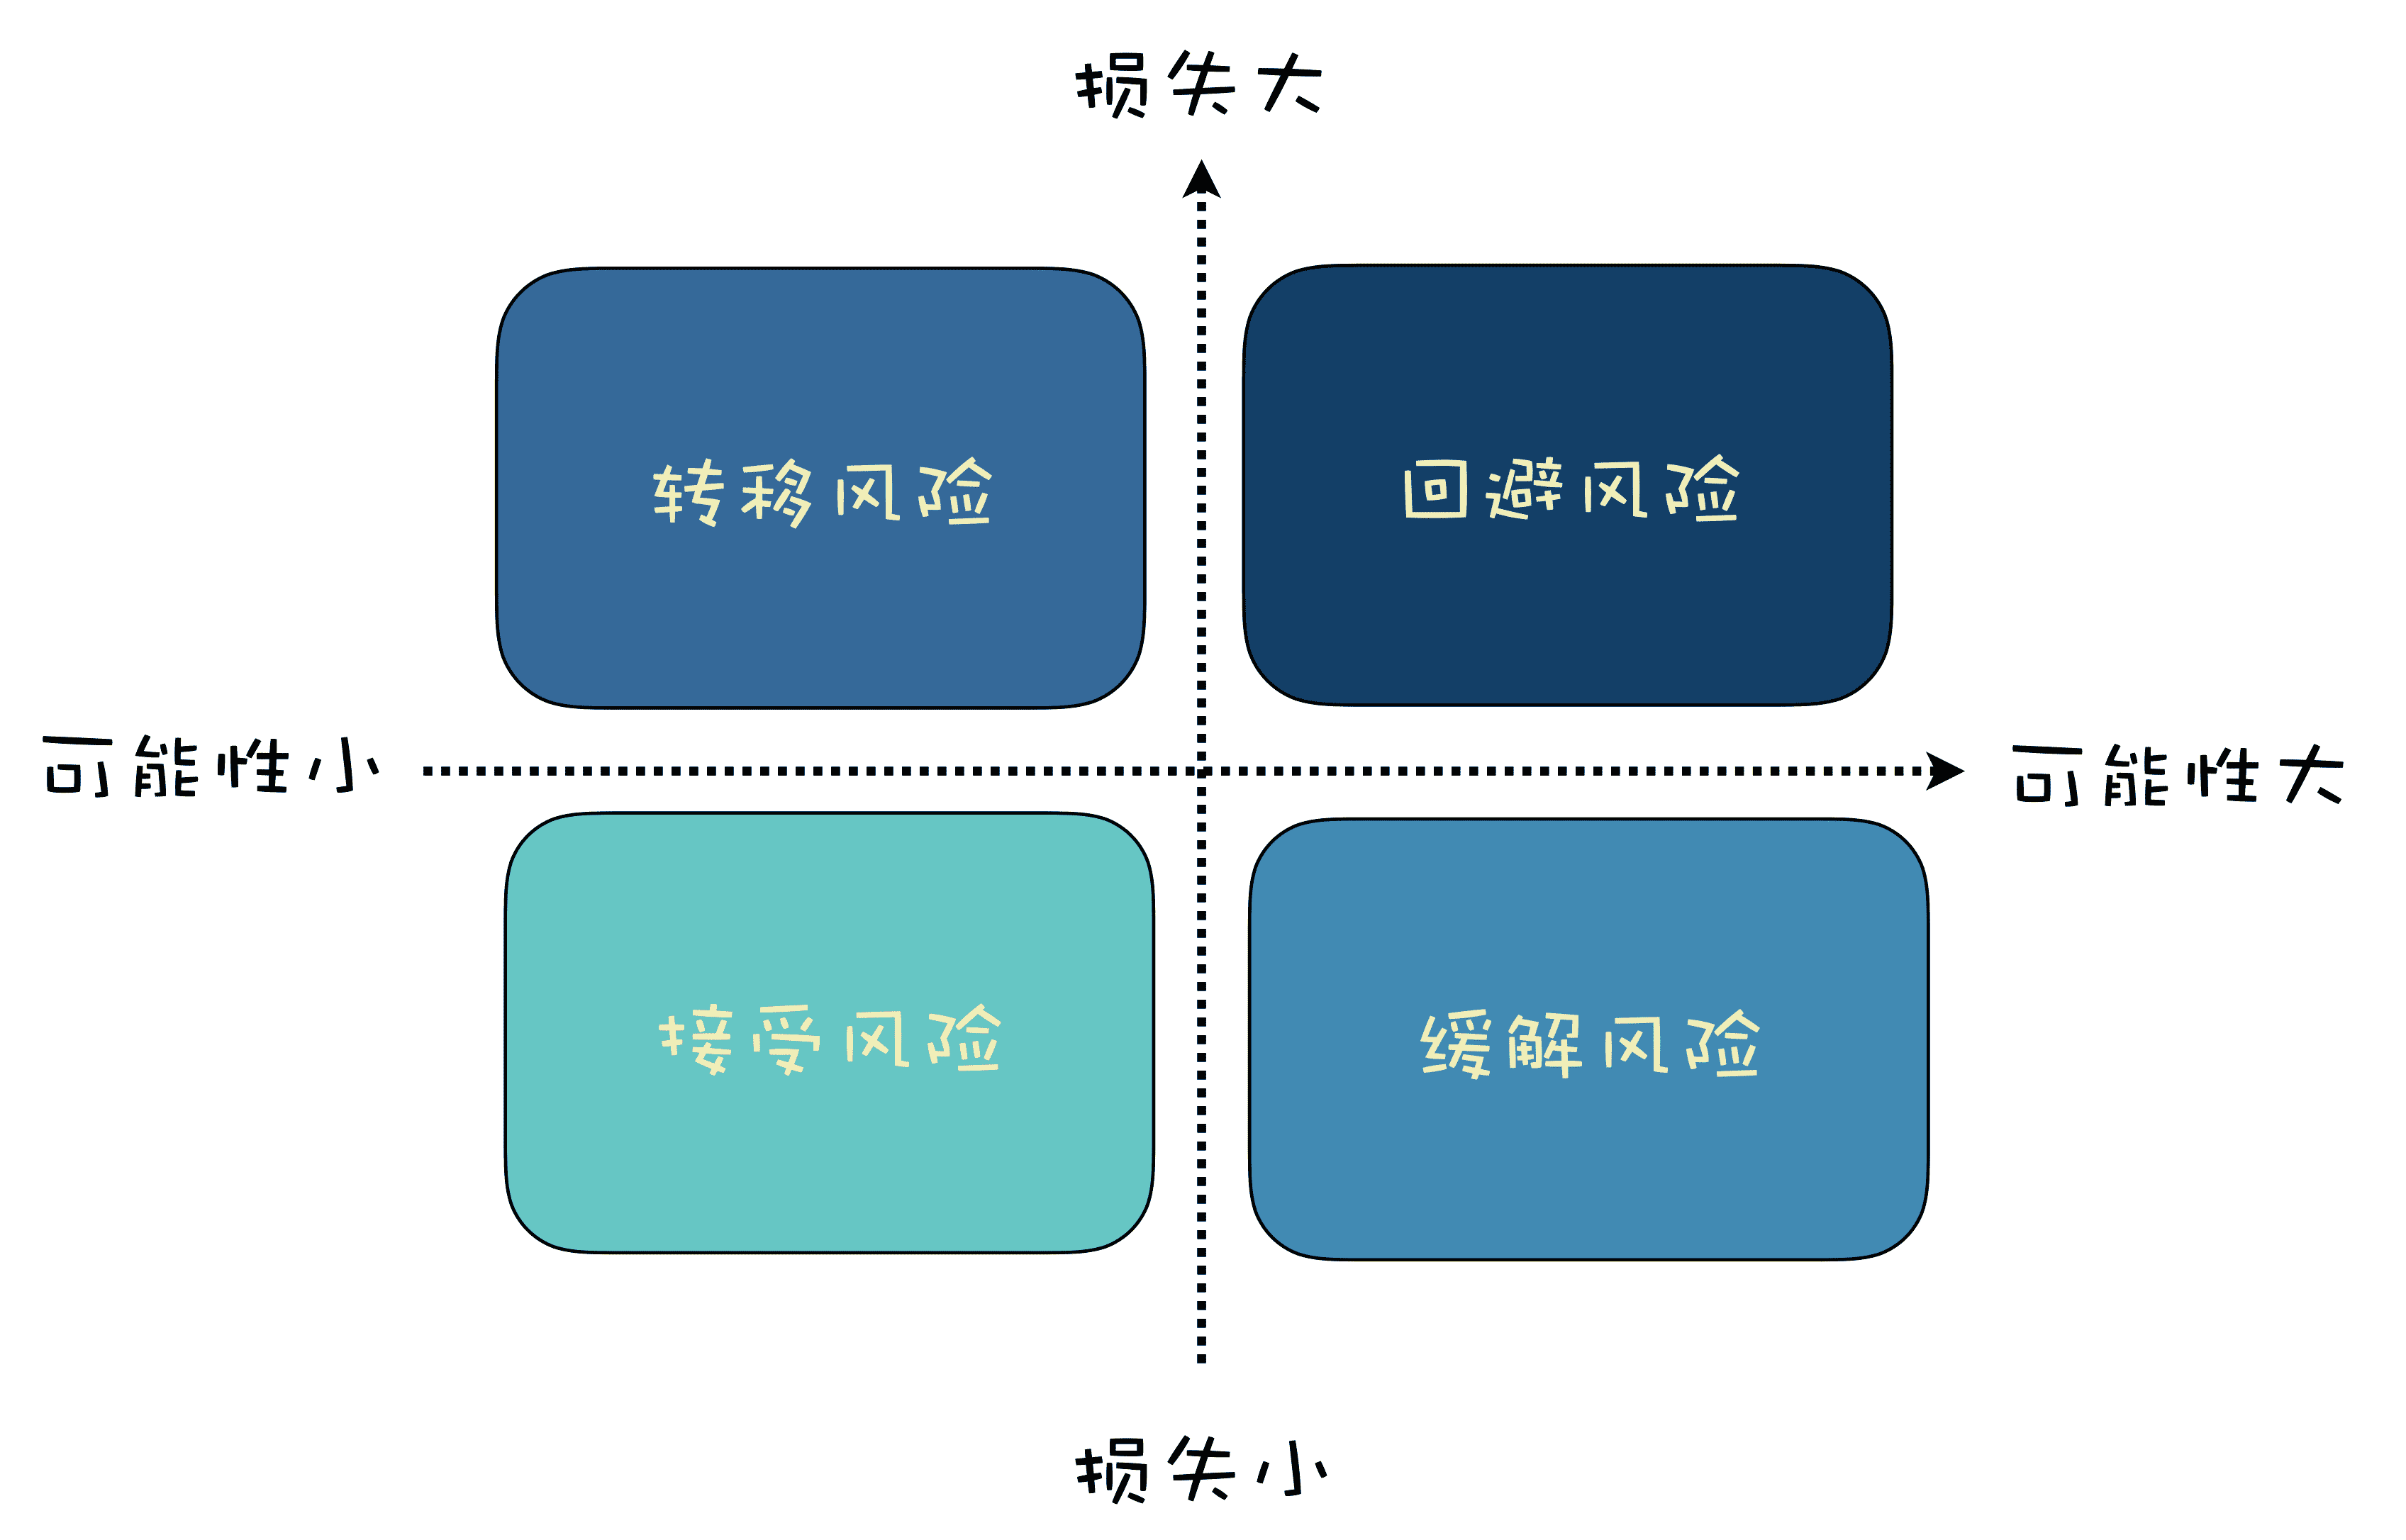 损失大
转移风险
回避风险
可能性小
可能性大
接受风险
缓解风险
损失小